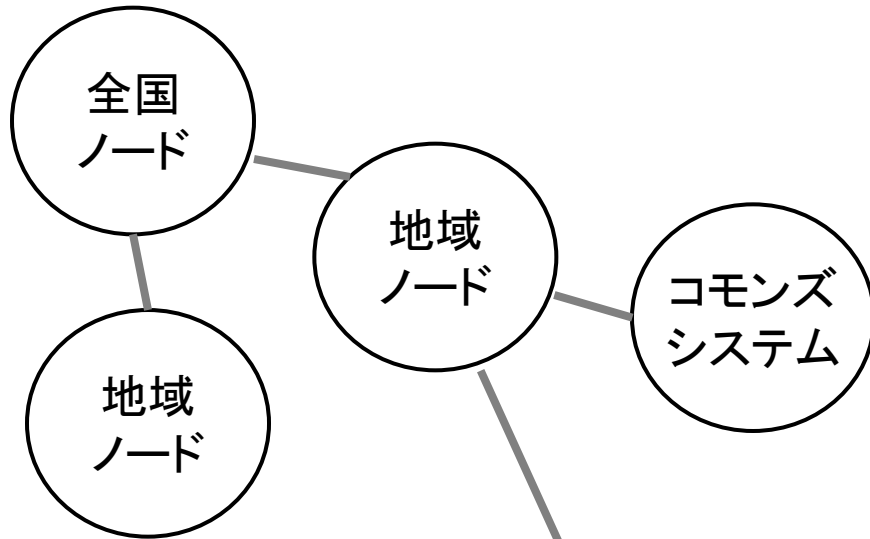 全国
ノード
地域
ノード
コモンズ
システム
地域
ノード